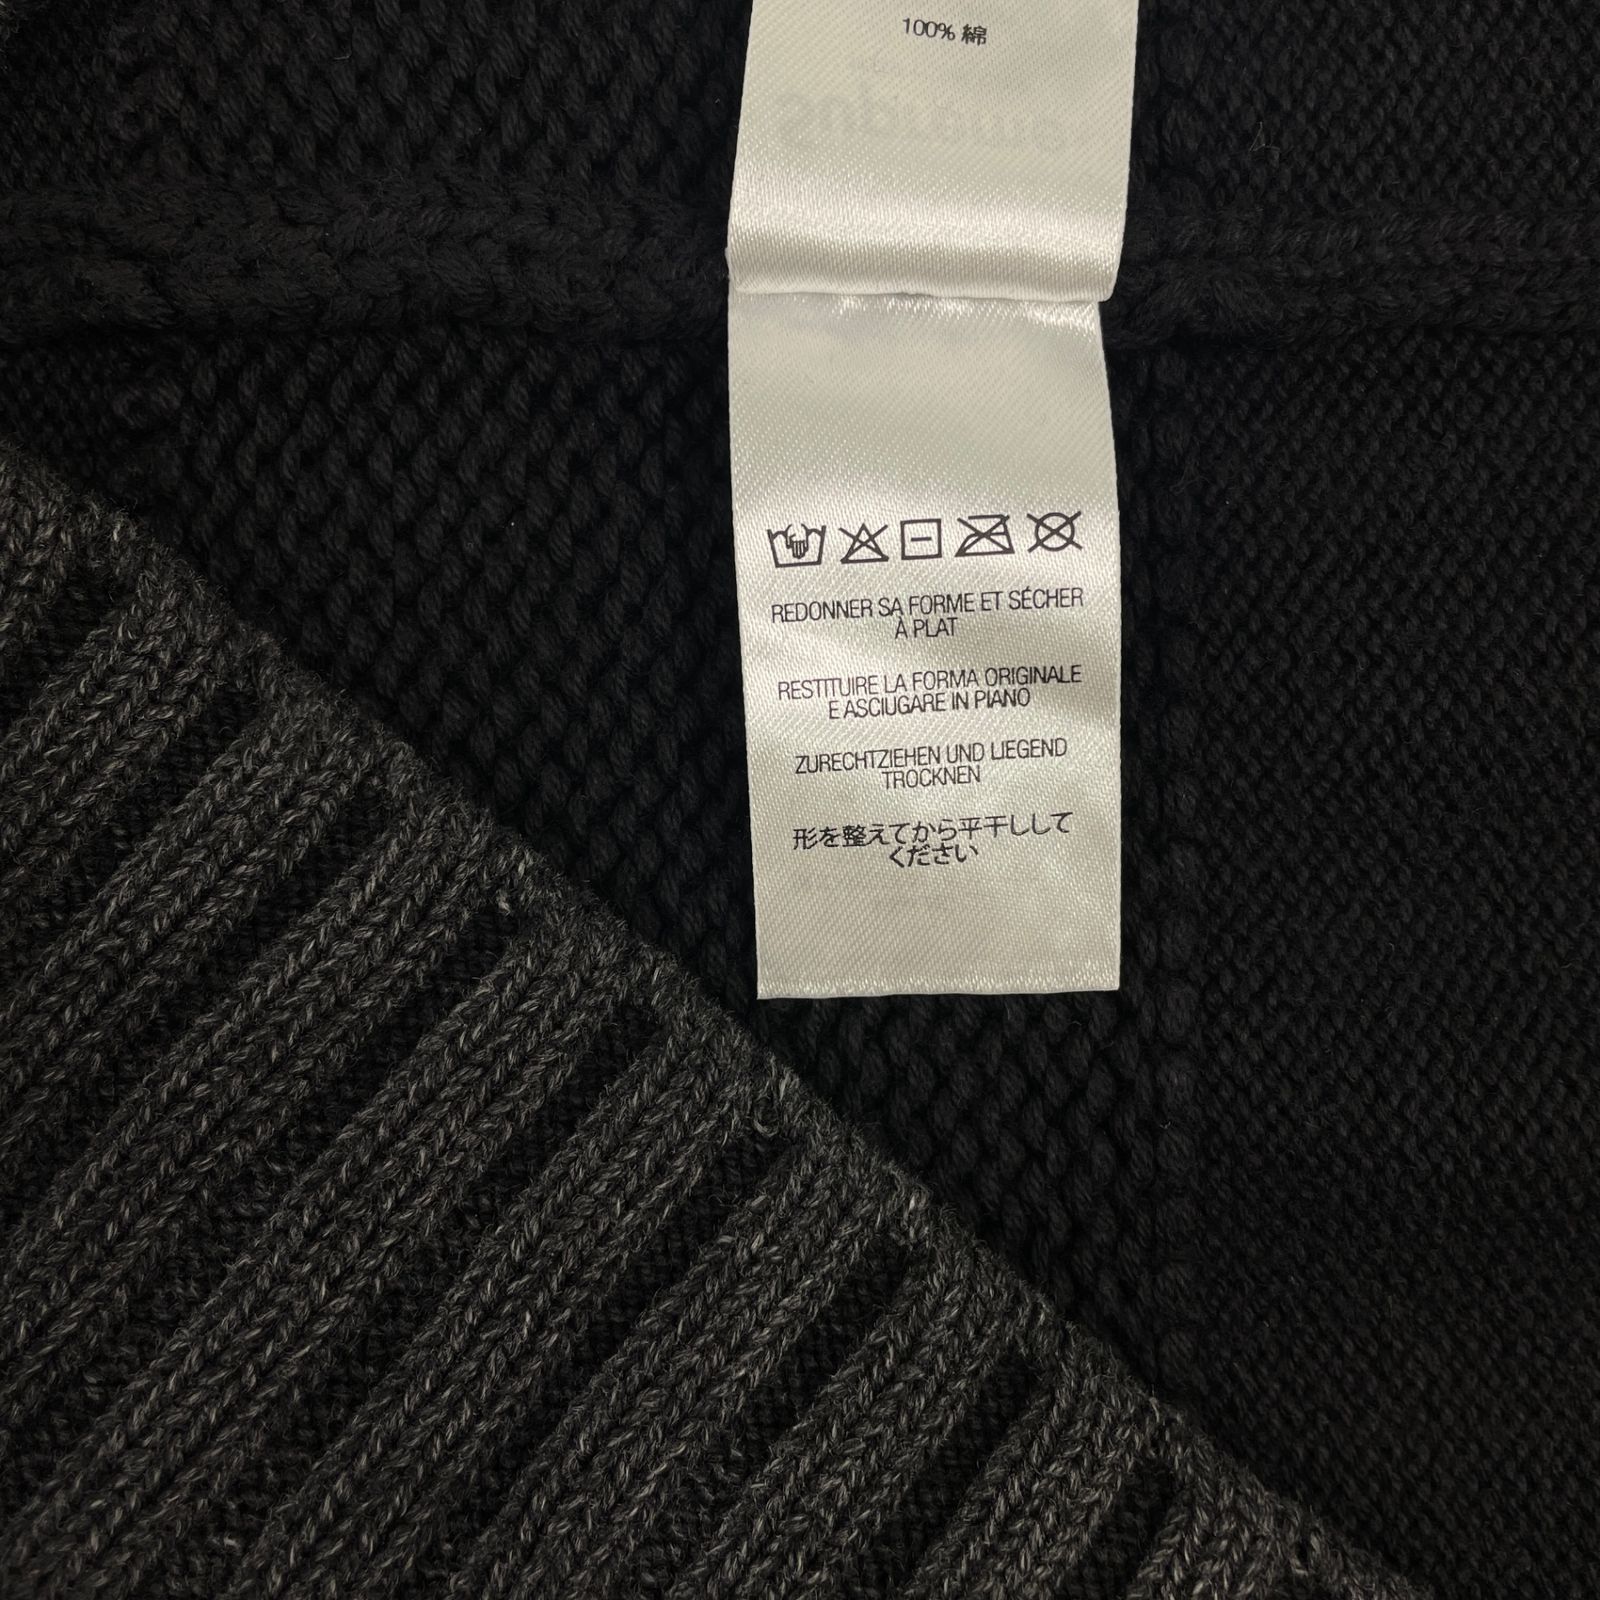 100% 綿
REDONNER SA FORME ET SÉCHER
À PLAT
RESTITUIRE LA FORMA ORIGINALE
E ASCIUGARE IN PIANO
ZURECHTZIEHEN UND LIEGEND
TROCKNEN
形を整えてから平干しして
ください